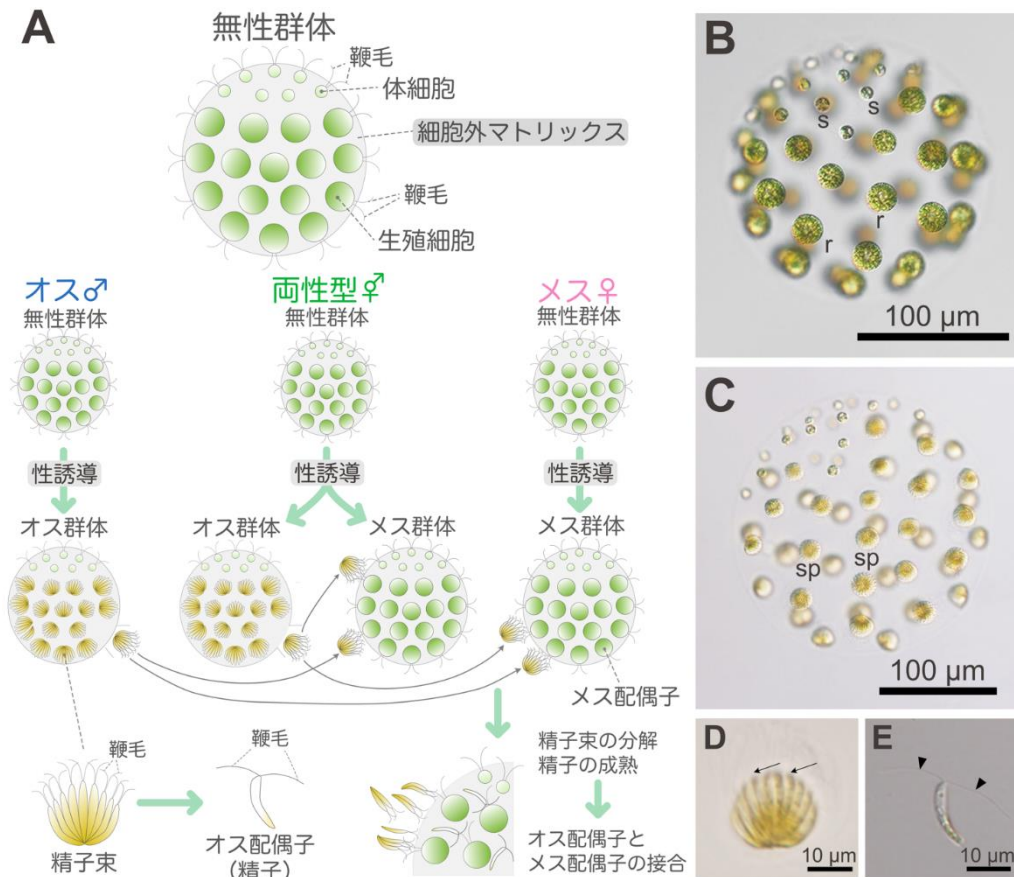 A
無性群体
鞭毛
体細胞
細胞外マトリックス
鞭毛
生殖細胞
オス♂
無性群体
両性型⚥
無性群体
メス♀
無性群体
性誘導
性誘導
性誘導
オス群体
オス群体
メス群体
メス群体
メス配偶子
鞭毛
精子束
鞭毛
オス配偶子
(精子)
精子束の分解
精子の成熟
オス配偶子と
メス配偶子の接合
B
s
s
r
r
100 µm
C
sp
sp
100 µm
D
10 µm
E
10 µm